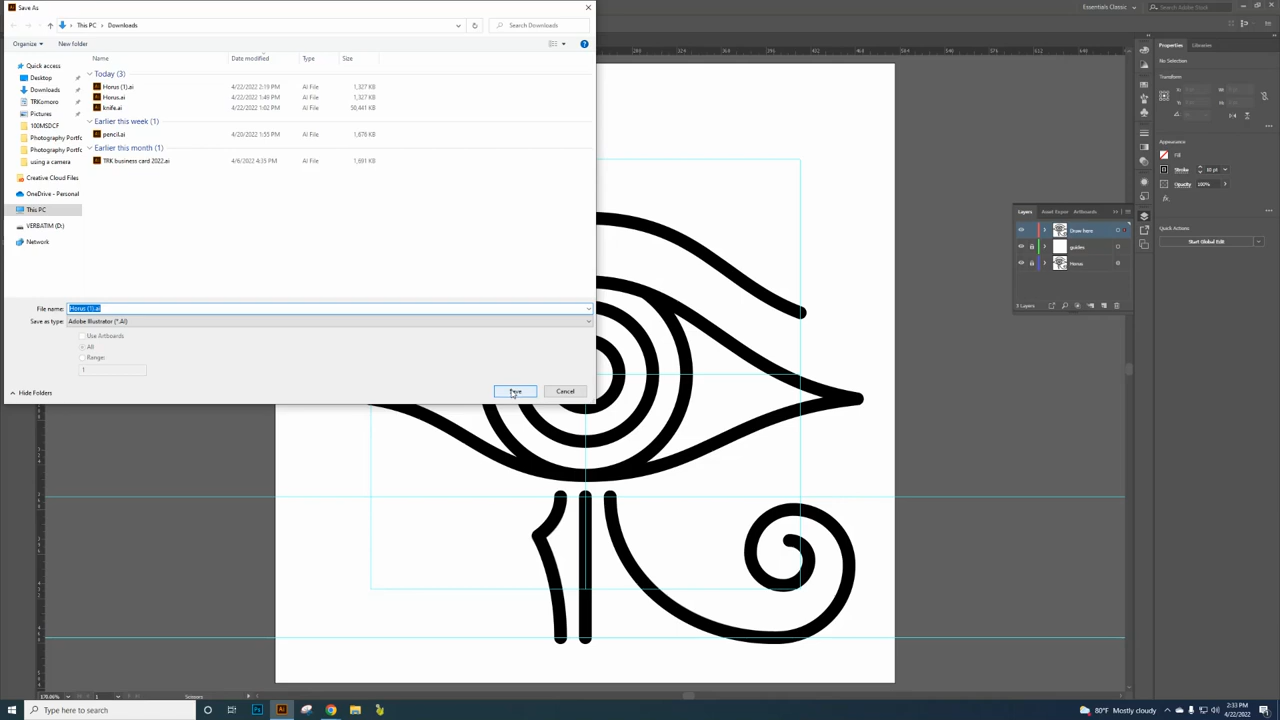 Save As
Essentials Classic
Search Adobe Stock
This PC > Downloads
Search Downloads
Organize
New folder
Name
Date modified
Type
Size
Quick access
Desktop
Downloads
TRKomoro
Pictures
100MSDCF
Photography Portfc
Photography Portfc
using a camera
Creative Cloud Files
OneDrive - Personal
This PC
VERBATIM (D:)
Network
Today (3)
Horus (1).ai 4/22/2022 2:19 PM AI File 1,327 KB
Horus.ai 4/22/2022 1:48 PM AI File 1,327 KB
knife.ai 4/22/2022 1:02 PM AI File 50,441 KB
Earlier this week (1)
pencil.ai 4/20/2022 1:55 PM AI File 1,676 KB
Earlier this month (1)
TRK business card 2022.ai 4/6/2022 4:35 PM AI File
File name: Horus (1).ai
Save as type: Adobe Illustrator (*.AI)
Use Artboards
All
Range:
1
Hide Folders
Save
Cancel
Properties
Libraries
No Selection
Transform
Appearance
Fill
Stroke
Opacity 100%
fx.
Quick Actions
Start Global Edit
Layers
Asset Expor
Artboards
Draw here
guides
Horus
3 Layers
170.06%
1
Scissors
Type here to search
80°F Mostly cloudy
2:33 PM
4/22/2022